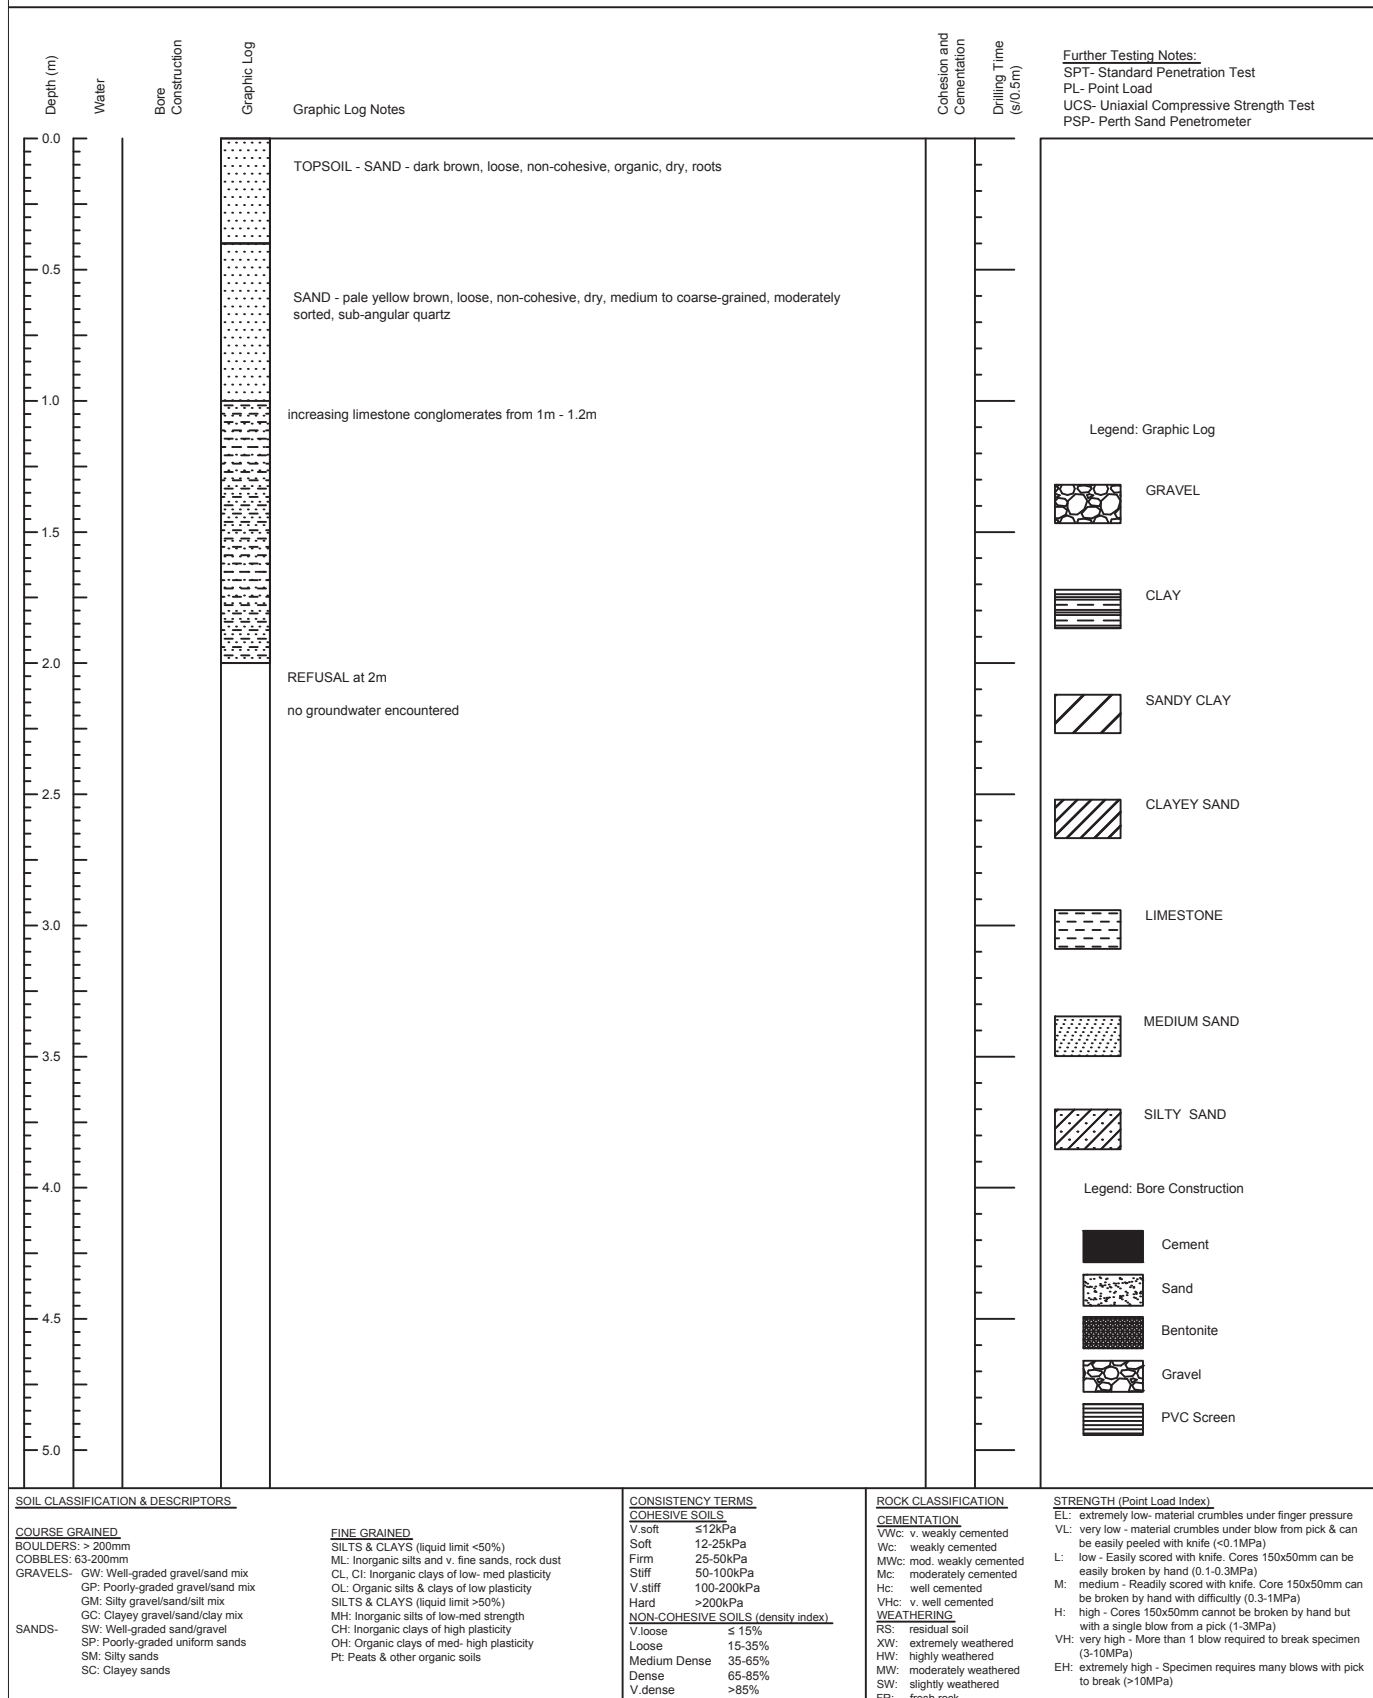 Depth (m)
Water
Bore
Construction
Graphic Log
Graphic Log Notes
Cohesion and
Cementation
Drilling Time
(s/0.5m)
Further Testing Notes:
SPT- Standard Penetration Test
PL- Point Load
UCS- Uniaxial Compressive Strength Test
PSP- Perth Sand Penetrometer
0.0
TOPSOIL - SAND - dark brown, loose, non-cohesive, organic, dry, roots
0.5
SAND - pale yellow brown, loose, non-cohesive, dry, medium to coarse-grained, moderately
sorted, sub-angular quartz
1.0
increasing limestone conglomerates from 1m - 1.2m
1.5
2.0
REFUSAL at 2m
no groundwater encountered
2.5
3.0
3.5
4.0
4.5
5.0
Legend: Graphic Log
GRAVEL
CLAY
SANDY CLAY
CLAYEY SAND
LIMESTONE
MEDIUM SAND
SILTY SAND
Legend: Bore Construction
Cement
Sand
Bentonite
Gravel
PVC Screen
SOIL CLASSIFICATION & DESCRIPTORS
COURSE GRAINED
BOULDERS: > 200mm
COBBLES: 63-200mm
GRAVELS- GW: Well-graded gravel/sand mix
GP: Poorly-graded gravel/sand mix
GM: Silty gravel/sand/silt mix
GC: Clayey gravel/sand/clay mix
SANDS- SW: Well-graded sand/gravel
SP: Poorly-graded uniform sands
SM: Silty sands
SC: Clayey sands
FINE GRAINED
SILTS & CLAYS (liquid limit <50%)
ML: Inorganic silts and v. fine sands, rock dust
CL, CI: Inorganic clays of low- med plasticity
OL: Organic silts & clays of low plasticity
SILTS & CLAYS (liquid limit >50%)
MH: Inorganic silts of low-med strength
CH: Inorganic clays of high plasticity
OH: Organic clays of med- high plasticity
Pt: Peats & other organic soils
CONSISTENCY TERMS
COHESIVE SOILS
V.soft ≤12kPa
Soft 12-25kPa
Firm 25-50kPa
Stiff 50-100kPa
V.stiff 100-200kPa
Hard >200kPa
NON-COHESIVE SOILS (density index)
V.loose ≤ 15%
Loose 15-35%
Medium Dense 35-65%
Dense 65-85%
V.dense >85%
ROCK CLASSIFICATION
CEMENTATION
VWc: v. weakly cemented
Wc: weakly cemented
MWc: mod. weakly cemented
Mc: moderately cemented
Hc: well cemented
VHc: v. well cemented
WEATHERING
RS: residual soil
XW: extremely weathered
HW: highly weathered
MW: moderately weathered
SW: slightly weathered
FR: fresh rock
STRENGTH (Point Load Index)
EL: extremely low- material crumbles under finger pressure
VL: very low - material crumbles under blow from pick & can
be easily peeled with knife (<0.1MPa)
L: low - Easily scored with knife. Cores 150x50mm can be
easily broken by hand (0.1-0.3MPa)
M: medium - Readily scored with knife. Core 150x50mm can
be broken by hand with difficultly (0.3-1MPa)
H: high - Cores 150x50mm cannot be broken by hand but
with a single blow from a pick (1-3MPa)
VH: very high - More than 1 blow required to break specimen
(3-10MPa)
EH: extremely high - Specimen requires many blows with pick
to break (>10MPa)